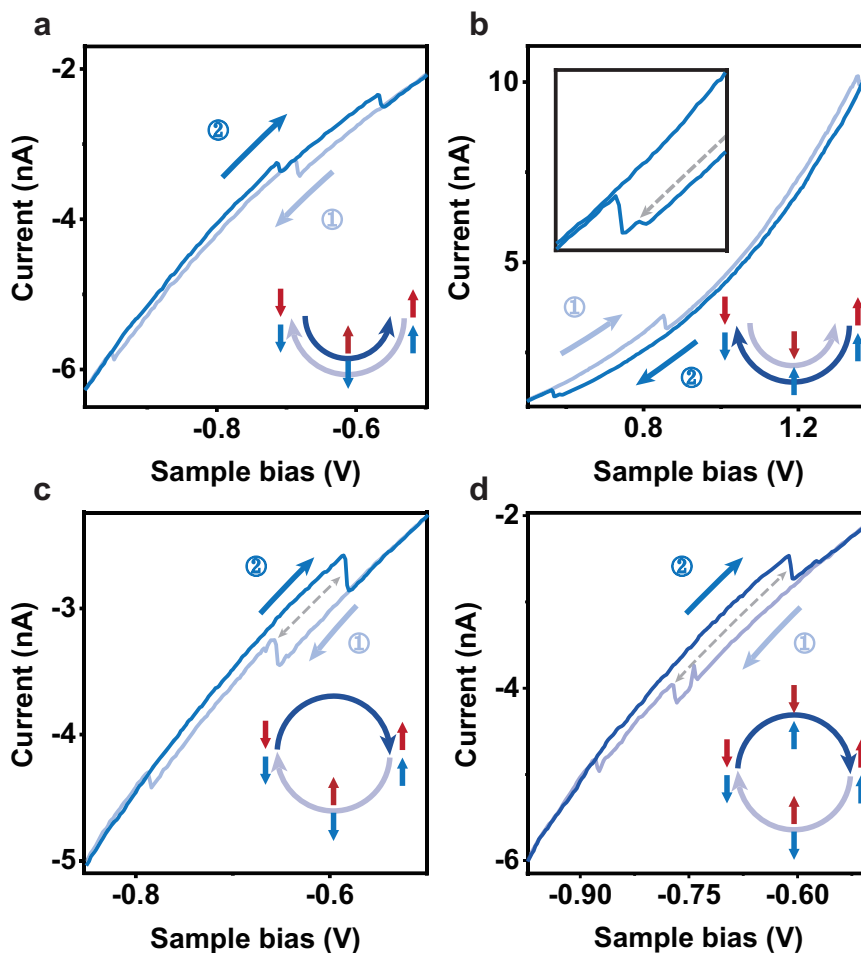 a
-2
-4
-6
Current (nA)
②
①
-0.8
-0.6
Sample bias (V)
b
10
5
Current (nA)
①
②
0.8
1.2
Sample bias (V)
c
-3
-4
-5
Current (nA)
②
①
-0.8
-0.6
Sample bias (V)
d
-2
-4
-6
Current (nA)
②
①
-0.90
-0.75
-0.60
Sample bias (V)